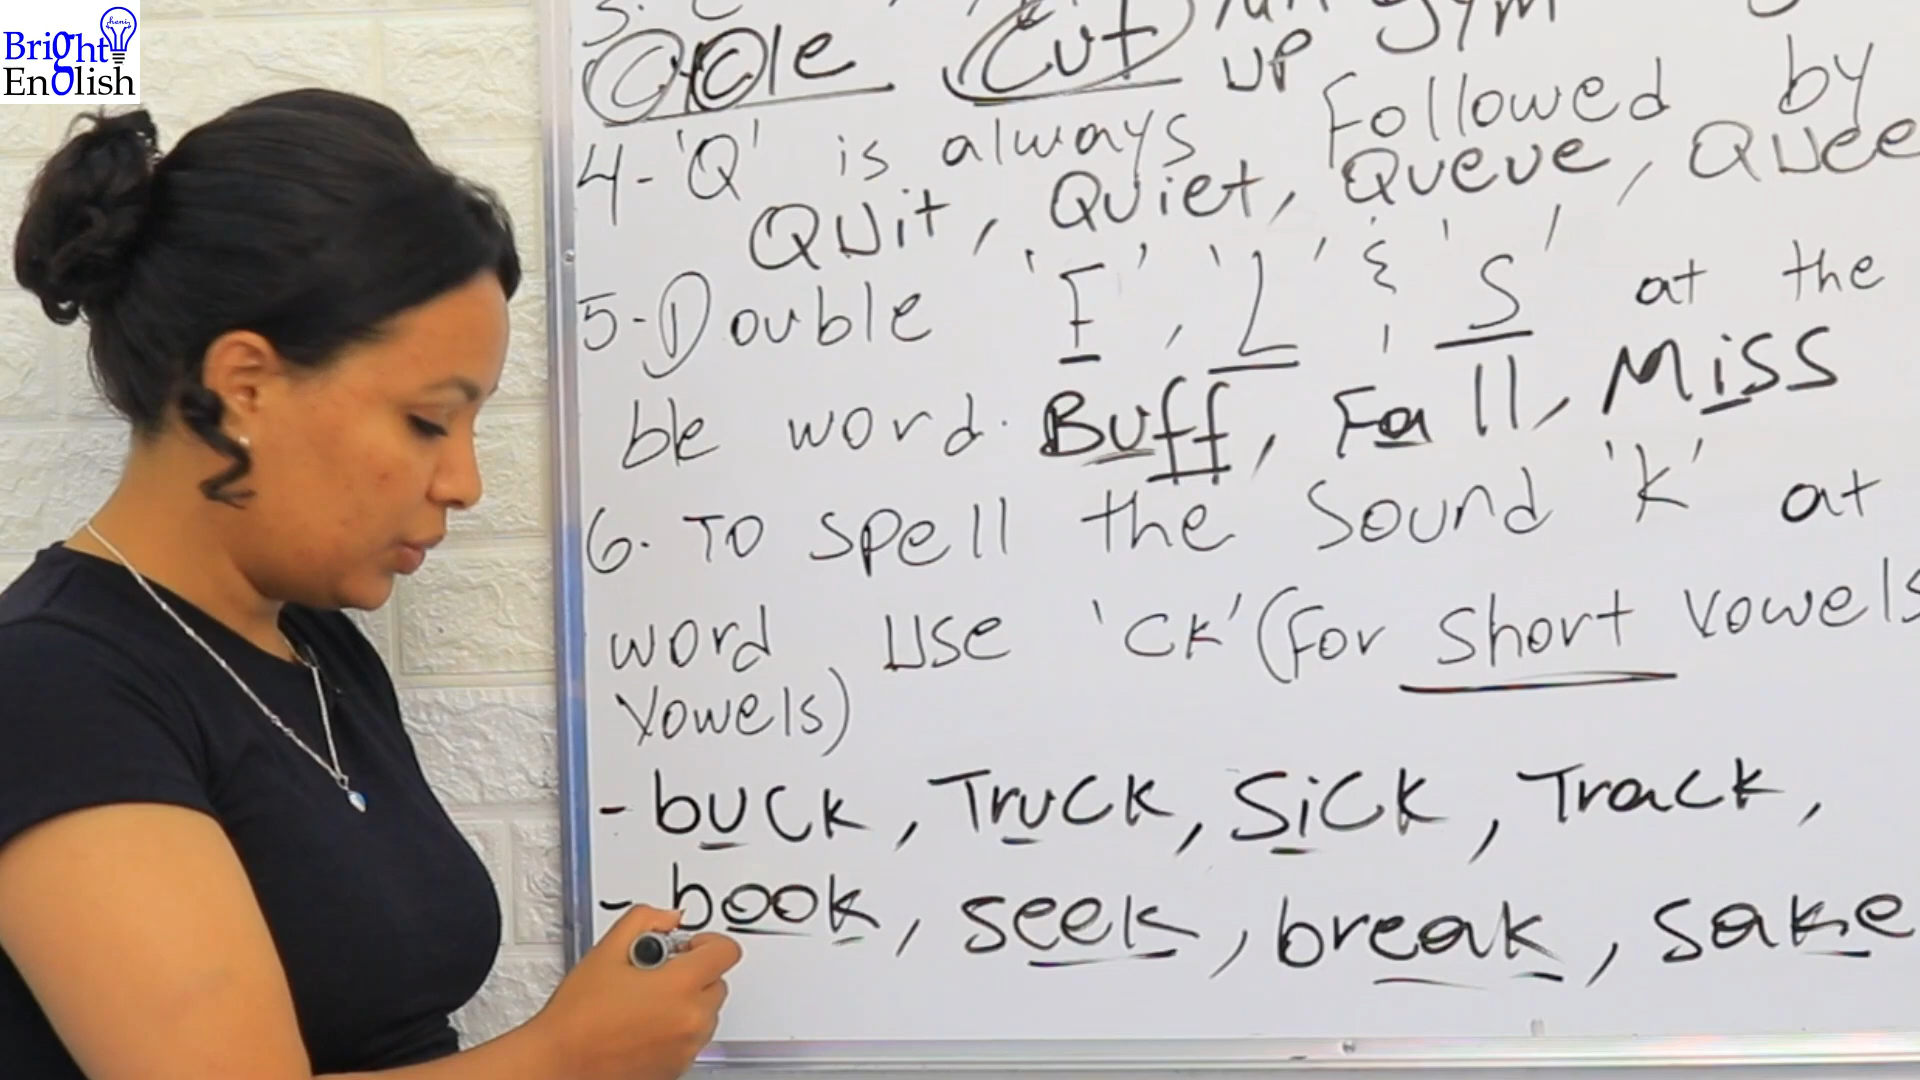 Bright
English
Cycle Cut UP Gym
4- 'Q' is always Followed by
QUit, Quiet, Queue, QUee
5- Double 'F', 'L' & 'S' at the
word. Buff, Fall, Miss
6. To spell the sound 'k' at
word use 'ck' (For short vowels
Vowels)
- buck, Truck, Sick, Track,
- book, seek, break, sake